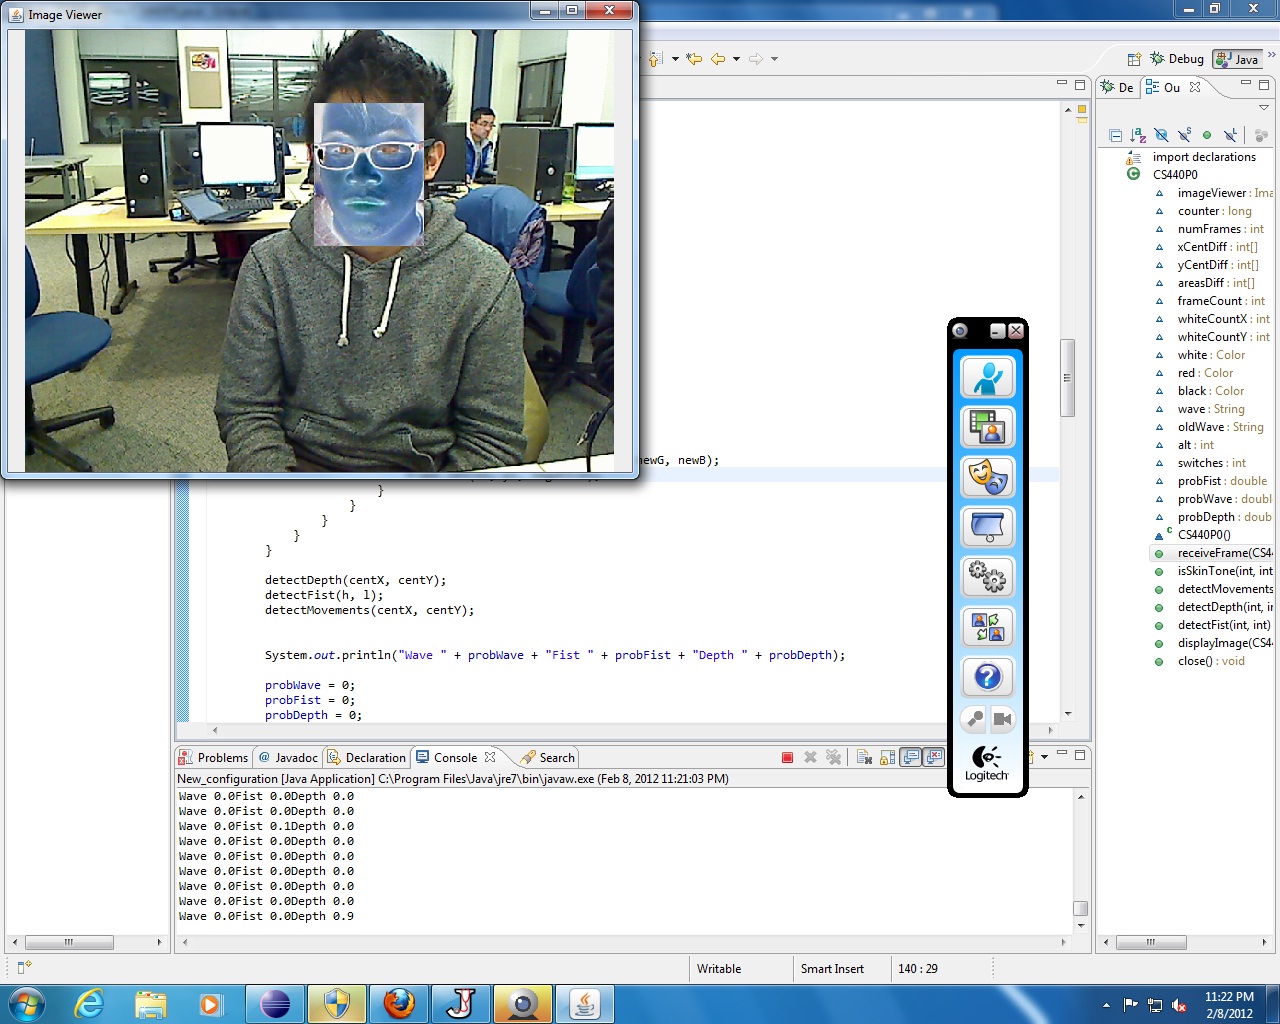 Image Viewer
Debug
Java
De
Ou
import declarations
CS440P0
imageViewer : Ima
counter : long
numFrames : int
xCentDiff : int[]
yCentDiff : int[]
areasDiff : int[]
frameCount : int
whiteCountX : int
whiteCountY : int
white : Color
red : Color
black : Color
wave : String
oldWave : String
alt : int
switches : int
probFist : double
probWave : doubl
probDepth : doub
CS440P0()
receiveFrame(CS44
isSkinTone(int, int
detectMovements
detectDepth(int, in
detectFist(int, int)
displayImage(CS44
close() : void
newG, newB);
}
}
}
}
}
detectDepth(centX, centY);
detectFist(h, l);
detectMovements(centX, centY);
System.out.println("Wave " + probWave + "Fist " + probFist + "Depth " + probDepth);
probWave = 0;
probFist = 0;
probDepth = 0;
Logitech
Problems
@ Javadoc
Declaration
Console
Search
New_configuration [Java Application] C:\Program Files\Java\jre7\bin\javaw.exe (Feb 8, 2012 11:21:03 PM)
Wave 0.0Fist 0.0Depth 0.0
Wave 0.0Fist 0.0Depth 0.0
Wave 0.0Fist 0.1Depth 0.0
Wave 0.0Fist 0.0Depth 0.0
Wave 0.0Fist 0.0Depth 0.0
Wave 0.0Fist 0.0Depth 0.0
Wave 0.0Fist 0.0Depth 0.0
Wave 0.0Fist 0.0Depth 0.0
Wave 0.0Fist 0.0Depth 0.9
Writable
Smart Insert
140 : 29
11:22 PM
2/8/2012